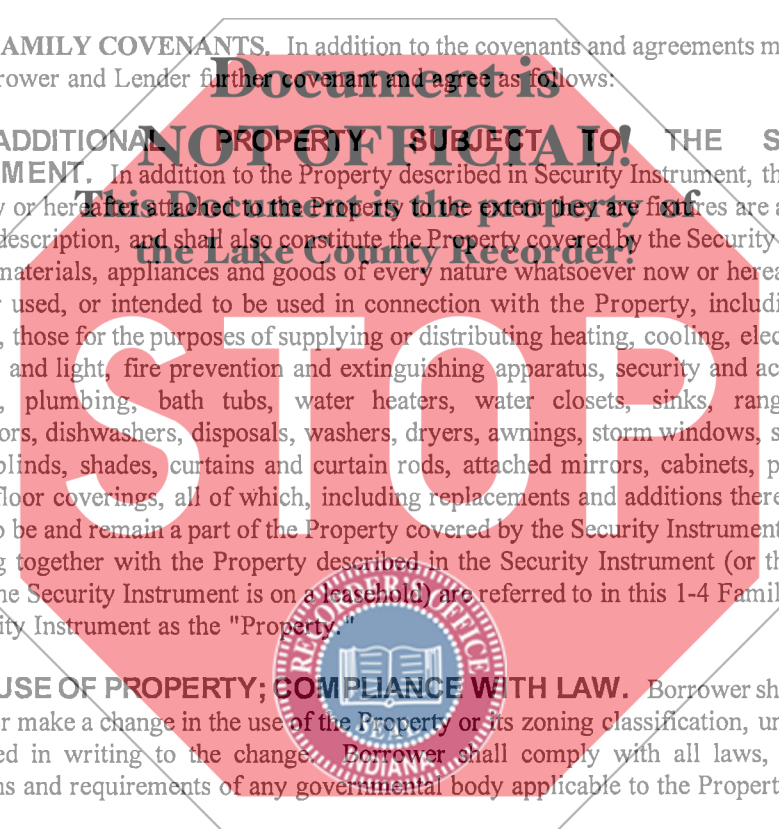 AMILY COVENANTS. In addition to the covenants and agreements m
rower and Lender further covenant and agree as follows:
Document is
ADDITIONAL PROPERTY SUBJECT TO THE S
NOT OFFICIAL!
MENT. In addition to the Property described in Security Instrument, th
This Document is the property of
y or hereafter attached to the Property to the extent they are fixtures are a
description, and shall also constitute the Property covered by the Security
the Lake County Recorder!
materials, appliances and goods of every nature whatsoever now or herea
r used, or intended to be used in connection with the Property, includi
, those for the purposes of supplying or distributing heating, cooling, elec
and light, fire prevention and extinguishing apparatus, security and ac
, plumbing, bath tubs, water heaters, water closets, sinks, rang
ors, dishwashers, disposals, washers, dryers, awnings, storm windows, s
STOP
blinds, shades, curtains and curtain rods, attached mirrors, cabinets, p
floor coverings, all of which, including replacements and additions there
o be and remain a part of the Property covered by the Security Instrument
g together with the Property described in the Security Instrument (or th
he Security Instrument is on a leasehold) are referred to in this 1-4 Famil
ity Instrument as the "Property."
RECORDER'S OFFICE
USE OF PROPERTY; COMPLIANCE WITH LAW. Borrower sh
r make a change in the use of the Property or its zoning classification, un
ed in writing to the change. Borrower shall comply with all laws,
INDIANA
ns and requirements of any governmental body applicable to the Propert